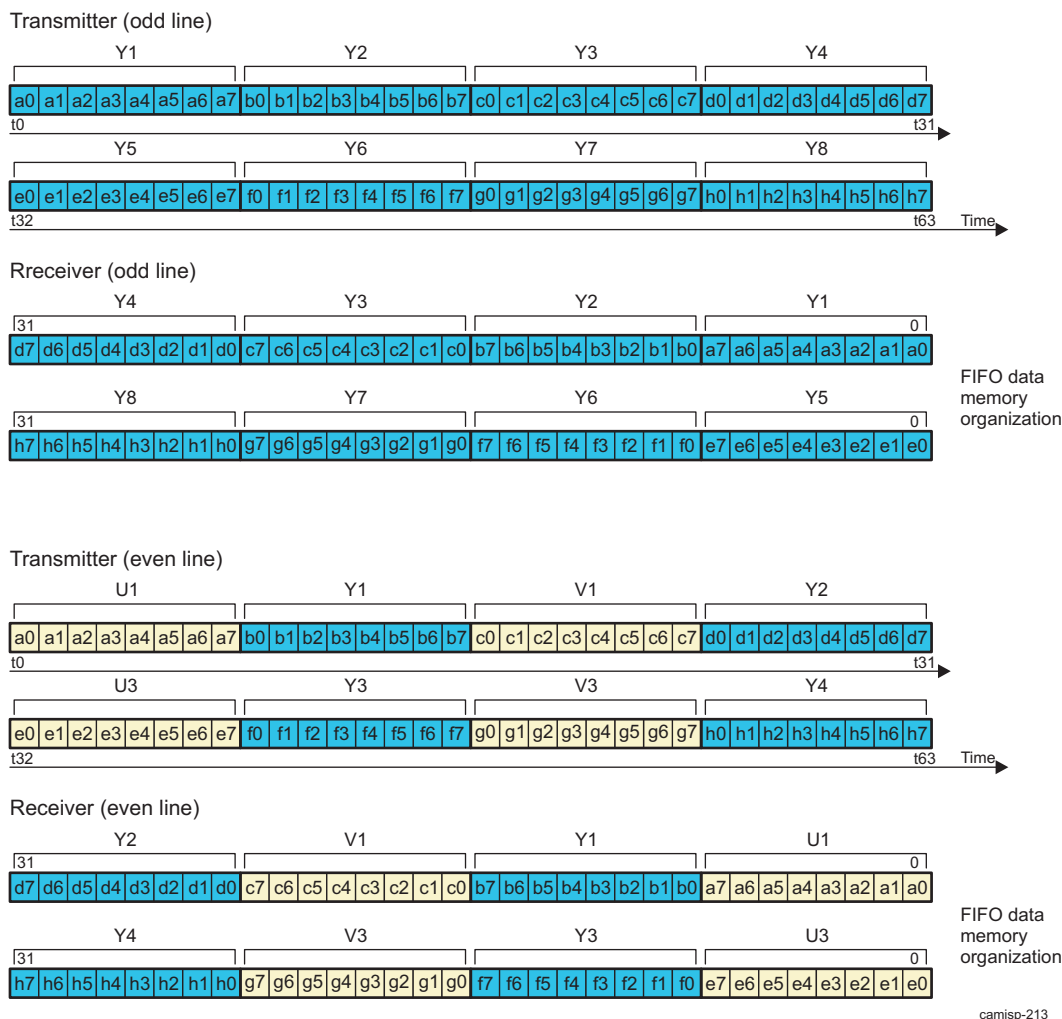 Transmitter (odd line)
Y1 Y2 Y3 Y4
a0 a1 a2 a3 a4 a5 a6 a7 b0 b1 b2 b3 b4 b5 b6 b7 c0 c1 c2 c3 c4 c5 c6 c7 d0 d1 d2 d3 d4 d5 d6 d7
t0 t31
Y5 Y6 Y7 Y8
e0 e1 e2 e3 e4 e5 e6 e7 f0 f1 f2 f3 f4 f5 f6 f7 g0 g1 g2 g3 g4 g5 g6 g7 h0 h1 h2 h3 h4 h5 h6 h7
t32 t63 Time
Rreceiver (odd line)
Y4 Y3 Y2 Y1
31 0
d7 d6 d5 d4 d3 d2 d1 d0 c7 c6 c5 c4 c3 c2 c1 c0 b7 b6 b5 b4 b3 b2 b1 b0 a7 a6 a5 a4 a3 a2 a1 a0
FIFO data
memory
organization
Y8 Y7 Y6 Y5
31 0
h7 h6 h5 h4 h3 h2 h1 h0 g7 g6 g5 g4 g3 g2 g1 g0 f7 f6 f5 f4 f3 f2 f1 f0 e7 e6 e5 e4 e3 e2 e1 e0
Transmitter (even line)
U1 Y1 V1 Y2
a0 a1 a2 a3 a4 a5 a6 a7 b0 b1 b2 b3 b4 b5 b6 b7 c0 c1 c2 c3 c4 c5 c6 c7 d0 d1 d2 d3 d4 d5 d6 d7
t0 t31
U3 Y3 V3 Y4
e0 e1 e2 e3 e4 e5 e6 e7 f0 f1 f2 f3 f4 f5 f6 f7 g0 g1 g2 g3 g4 g5 g6 g7 h0 h1 h2 h3 h4 h5 h6 h7
t32 t63 Time
Receiver (even line)
Y2 V1 Y1 U1
31 0
d7 d6 d5 d4 d3 d2 d1 d0 c7 c6 c5 c4 c3 c2 c1 c0 b7 b6 b5 b4 b3 b2 b1 b0 a7 a6 a5 a4 a3 a2 a1 a0
FIFO data
memory
organization
Y4 V3 Y3 U3
31 0
h7 h6 h5 h4 h3 h2 h1 h0 g7 g6 g5 g4 g3 g2 g1 g0 f7 f6 f5 f4 f3 f2 f1 f0 e7 e6 e5 e4 e3 e2 e1 e0
camisp-213